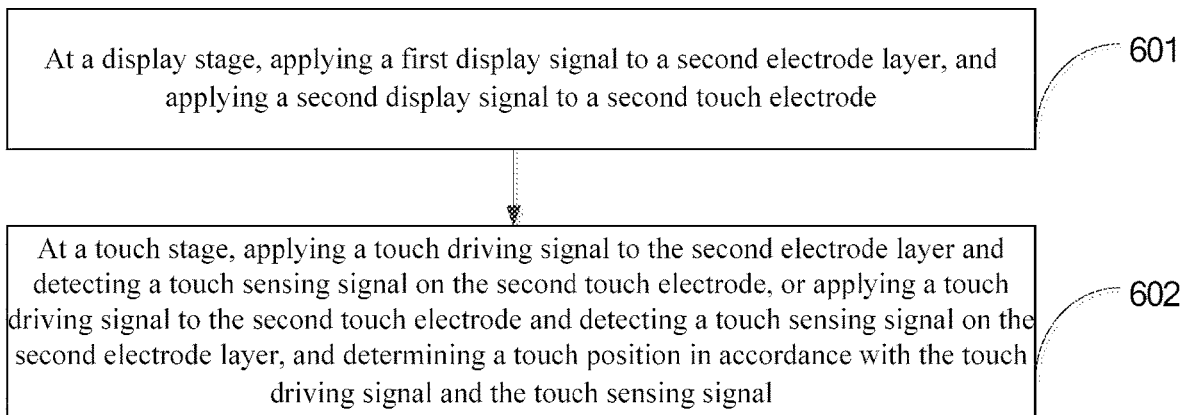 At a display stage, applying a first display signal to a second electrode layer, and
applying a second display signal to a second touch electrode
601
At a touch stage, applying a touch driving signal to the second electrode layer and
detecting a touch sensing signal on the second touch electrode, or applying a touch
driving signal to the second touch electrode and detecting a touch sensing signal on the
second electrode layer, and determining a touch position in accordance with the touch
driving signal and the touch sensing signal
602